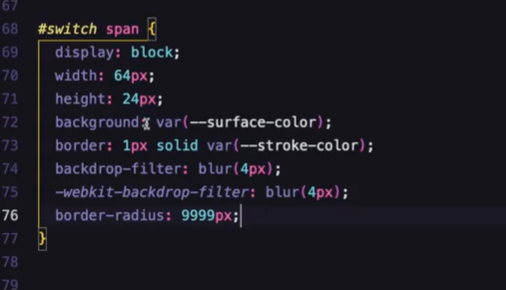 67
68 #switch span {
69 display: block;
70 width: 64px;
71 height: 24px;
72 background: var(--surface-color);
73 border: 1px solid var(--stroke-color);
74 backdrop-filter: blur(4px);
75 -webkit-backdrop-filter: blur(4px);
76 border-radius: 9999px;
77 }
78
79